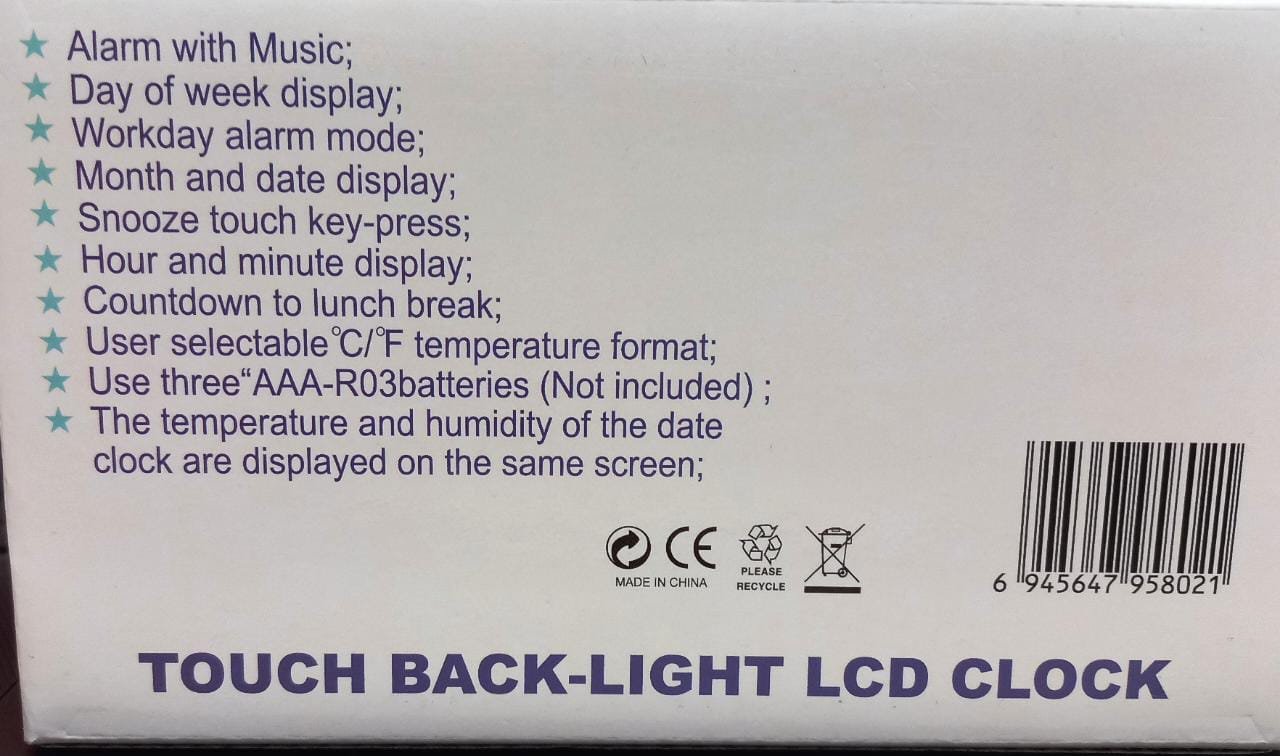 ★ Alarm with Music;
★ Day of week display;
★ Workday alarm mode;
★ Month and date display;
★ Snooze touch key-press;
★ Hour and minute display;
★ Countdown to lunch break;
★ User selectable℃/℉ temperature format;
★ Use three“AAA-R03batteries (Not included) ;
★ The temperature and humidity of the date
clock are displayed on the same screen;
CE
MADE IN CHINA
PLEASE
RECYCLE
6 945647 958021
TOUCH BACK-LIGHT LCD CLOCK